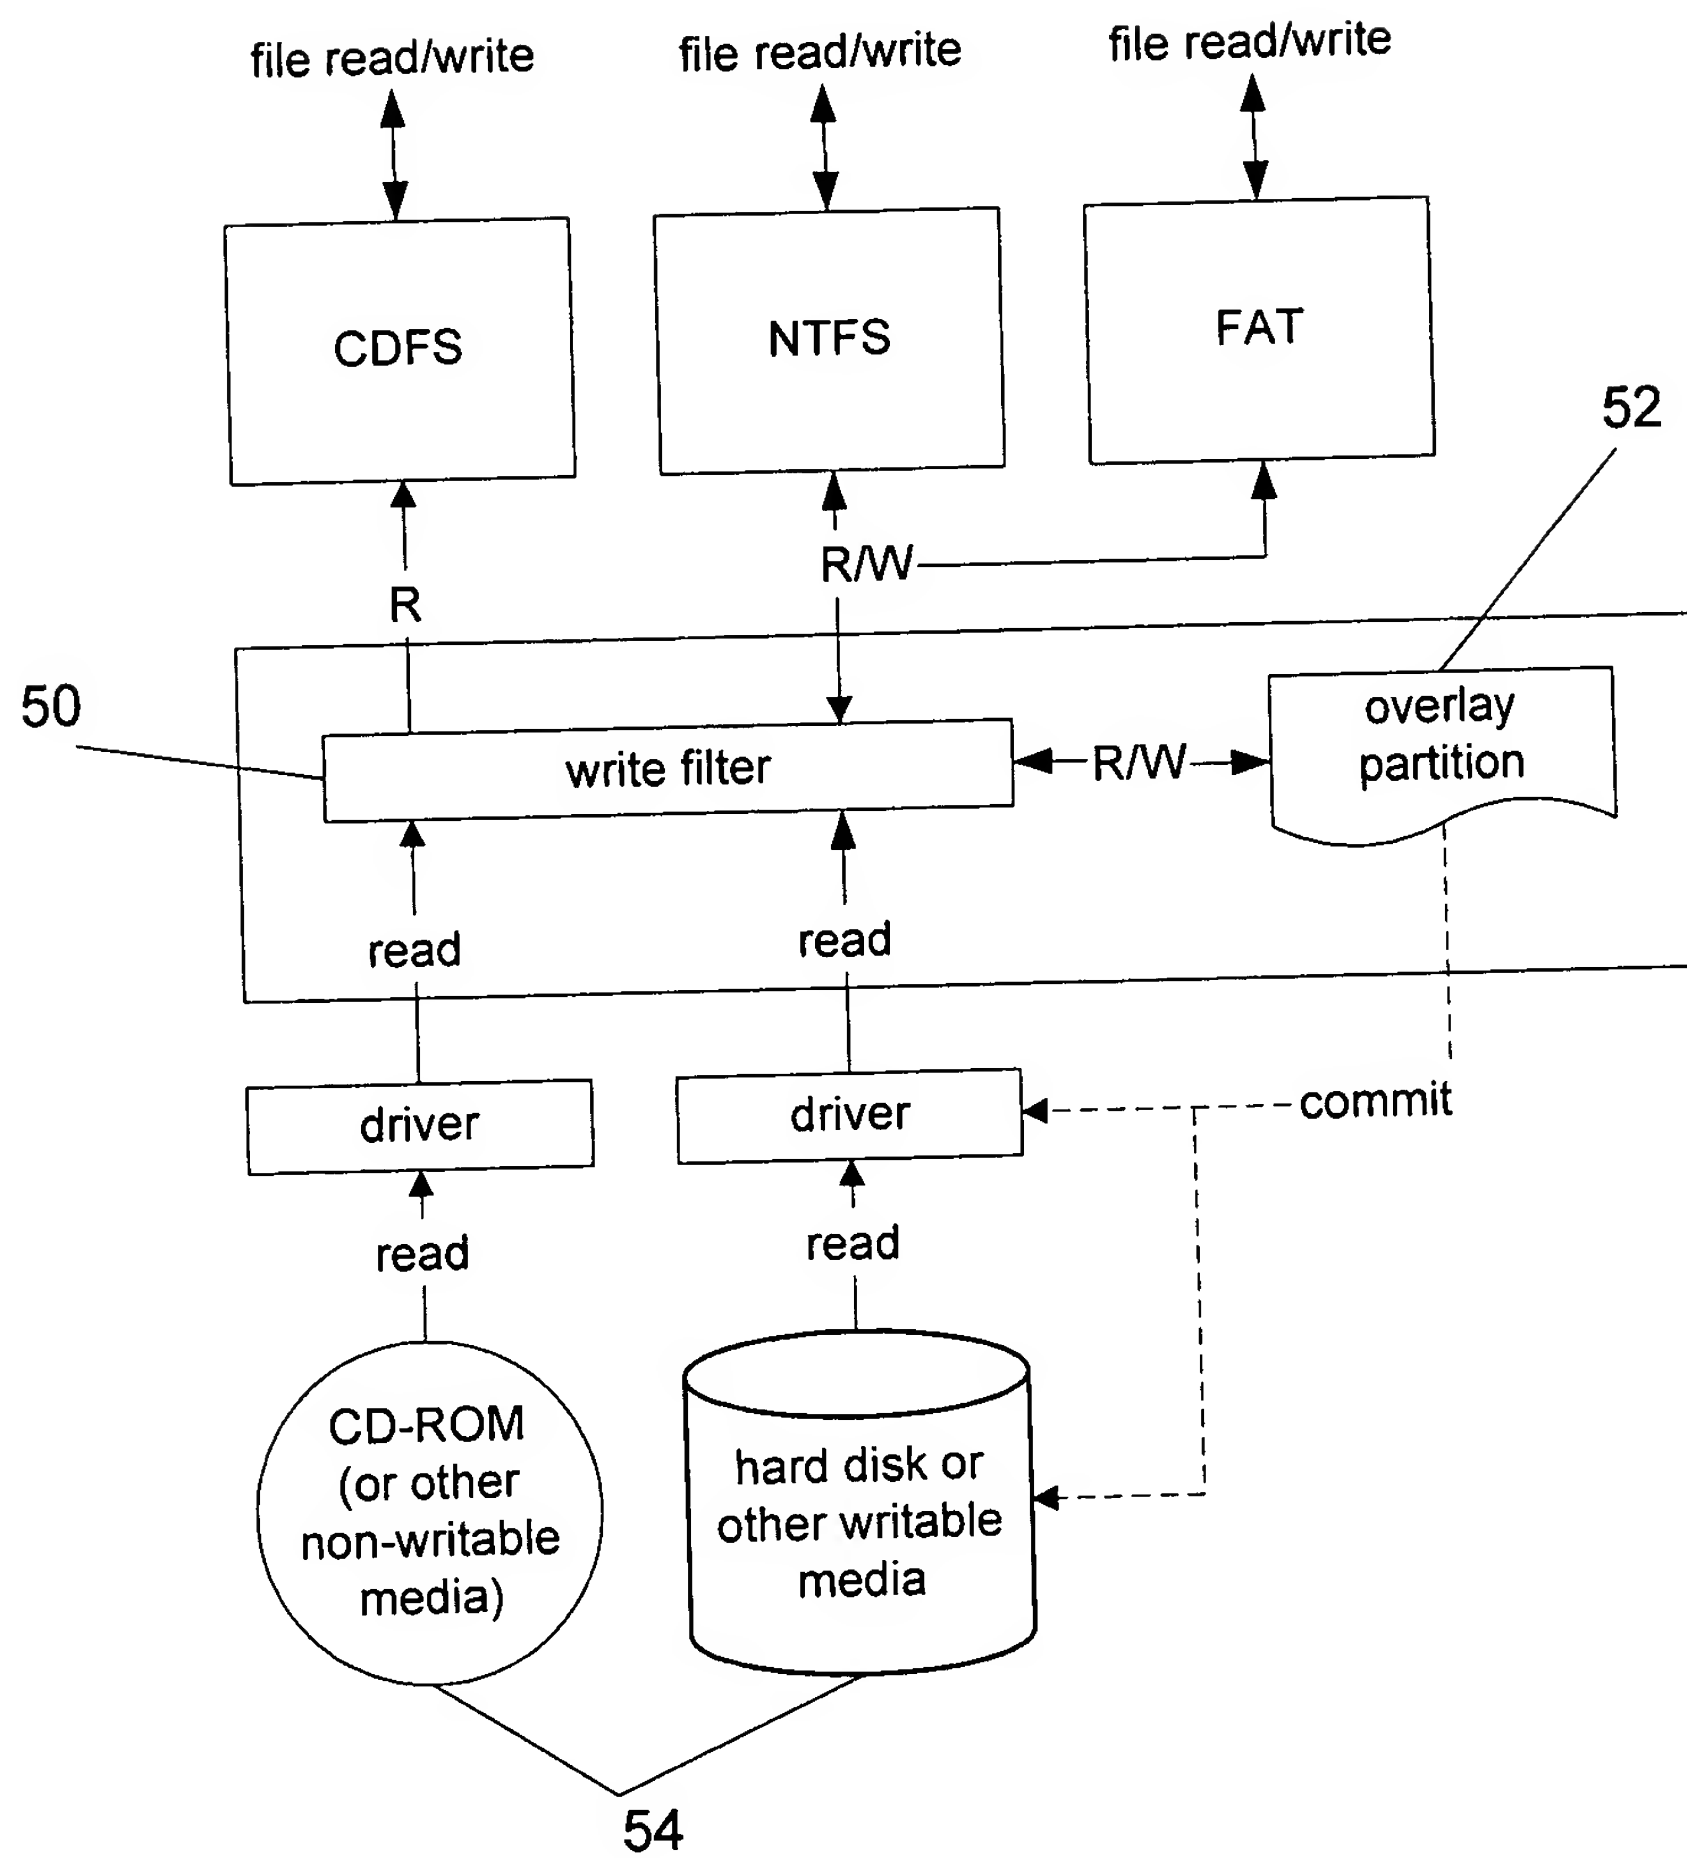 file read/write
file read/write
file read/write
CDFS
NTFS
FAT
52
R/W
R
50
write filter
R/W
overlay
partition
read
read
driver
driver
commit
read
read
CD-ROM
(or other
non-writable
media)
hard disk or
other writable
media
54